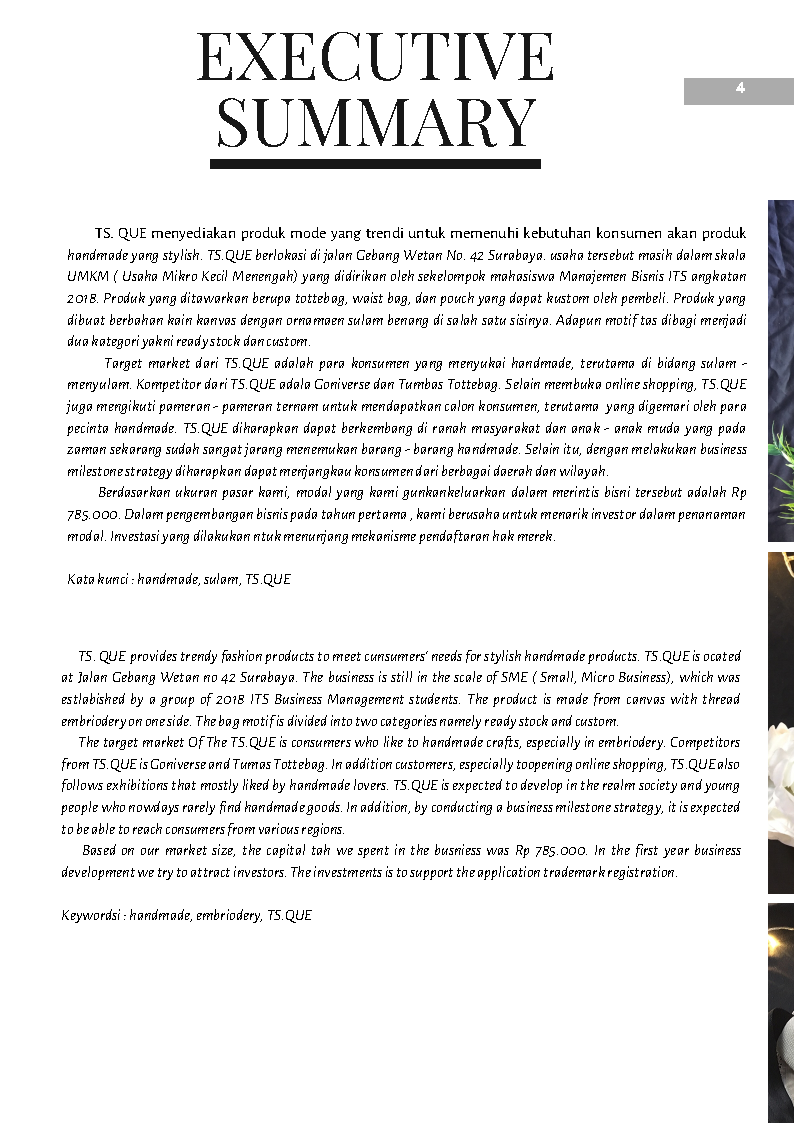 EXECUTIVE
SUMMARY
4
TS. QUE menyediakan produk mode yang trendi untuk memenuhi kebutuhan konsumen akan produk
handmade yang stylish. TS.QUE berlokasi di jalan Gebang Wetan No. 42 Surabaya. usaha tersebut masih dalam skala
UMKM ( Usaha Mikro Kecil Menengah) yang didirikan oleh sekelompok mahasiswa Manajemen Bisnis ITS angkatan
2018. Produk yang ditawarkan berupa tottebag, waist bag, dan pouch yang dapat kustom oleh pembeli. Produk yang
dibuat berbahan kain kanvas dengan ornamaen sulam benang di salah satu sisinya. Adapun motif tas dibagi menjadi
dua kategori yakni ready stock dan custom.
Target market dari TS.QUE adalah para konsumen yang menyukai handmade, terutama di bidang sulam -
menyulam. Kompetitor dari TS.QUE adala Goniverse dan Tumbas Tottebag. Selain membuka online shopping, TS.QUE
juga mengikuti pameran - pameran ternam untuk mendapatkan calon konsumen, terutama yang digemari oleh para
pecinta handmade. TS.QUE diharapkan dapat berkembang di ranah masyarakat dan anak - anak muda yang pada
zaman sekarang sudah sangat jarang menemukan barang - barang handmade. Selain itu, dengan melakukan business
milestone strategy diharapkan dapat menjangkau konsumen dari berbagai daerah dan wilayah.
Berdasarkan ukuran pasar kami, modal yang kami gunkankeluarkan dalam merintis bisni tersebut adalah Rp
785.000. Dalam pengembangan bisnis pada tahun pertama , kami berusaha untuk menarik investor dalam penanaman
modal. Investasi yang dilakukan ntuk menunjang mekanisme pendaftaran hak merek.
Kata kunci : handmade, sulam, TS.QUE
TS. QUE provides trendy fashion products to meet cunsumers' needs for stylish handmade products. TS.QUE is ocated
at Jalan Gebang Wetan no 42 Surabaya. The business is still in the scale of SME ( Small, Micro Business), which was
estlabished by a group of 2018 ITS Business Management students. The product is made from canvas with thread
embriodery on one side. The bag motif is divided into two categories namely ready stock and custom.
The target market Of The TS.QUE is consumers who like to handmade crafts, especially in embriodery. Competitors
from TS.QUE is Goniverse and Tumas Tottebag. In addition customers, especially toopening online shopping, TS.QUE also
follows exhibitions that mostly liked by handmade lovers. TS.QUE is expected to develop in the realm society and young
people who nowdays rarely find handmade goods. In addition, by conducting a business milestone strategy, it is expected
to be able to reach consumers from various regions.
Based on our market size, the capital tah we spent in the busniess was Rp 785.000. In the first year business
development we try to attract investors. The investments is to support the application trademark registration.
Keywordsi : handmade, embriodery, TS.QUE